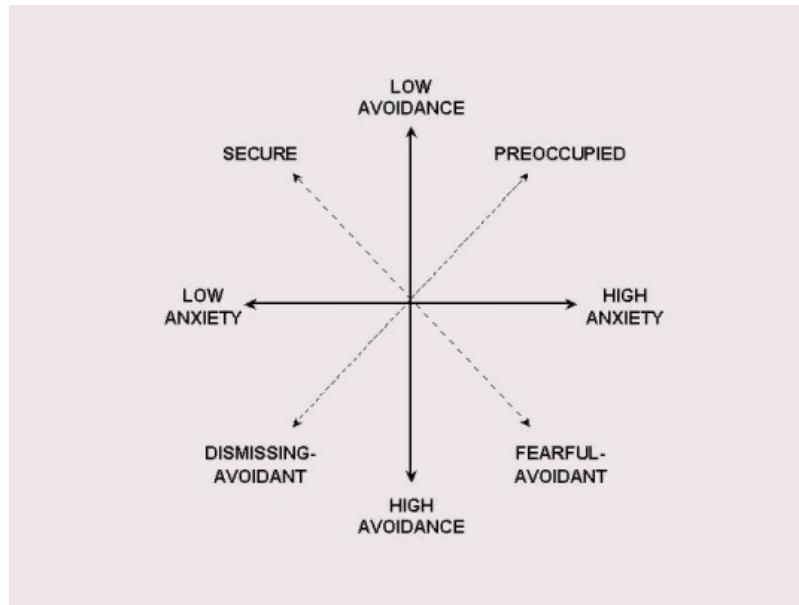 LOW
AVOIDANCE
SECURE
PREOCCUPIED
LOW
ANXIETY
HIGH
ANXIETY
DISMISSING-
AVOIDANT
FEARFUL-
AVOIDANT
HIGH
AVOIDANCE